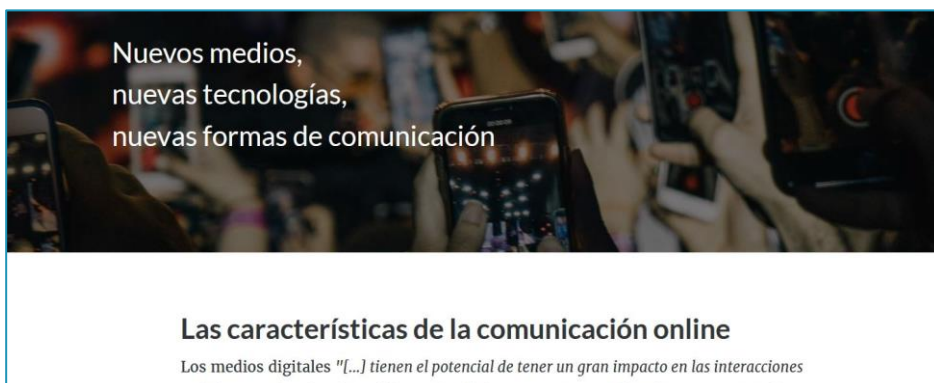 Nuevos medios,
nuevas tecnologías,
nuevas formas de comunicación
Las características de la comunicación online
Los medios digitales "[...] tienen el potencial de tener un gran impacto en las interacciones